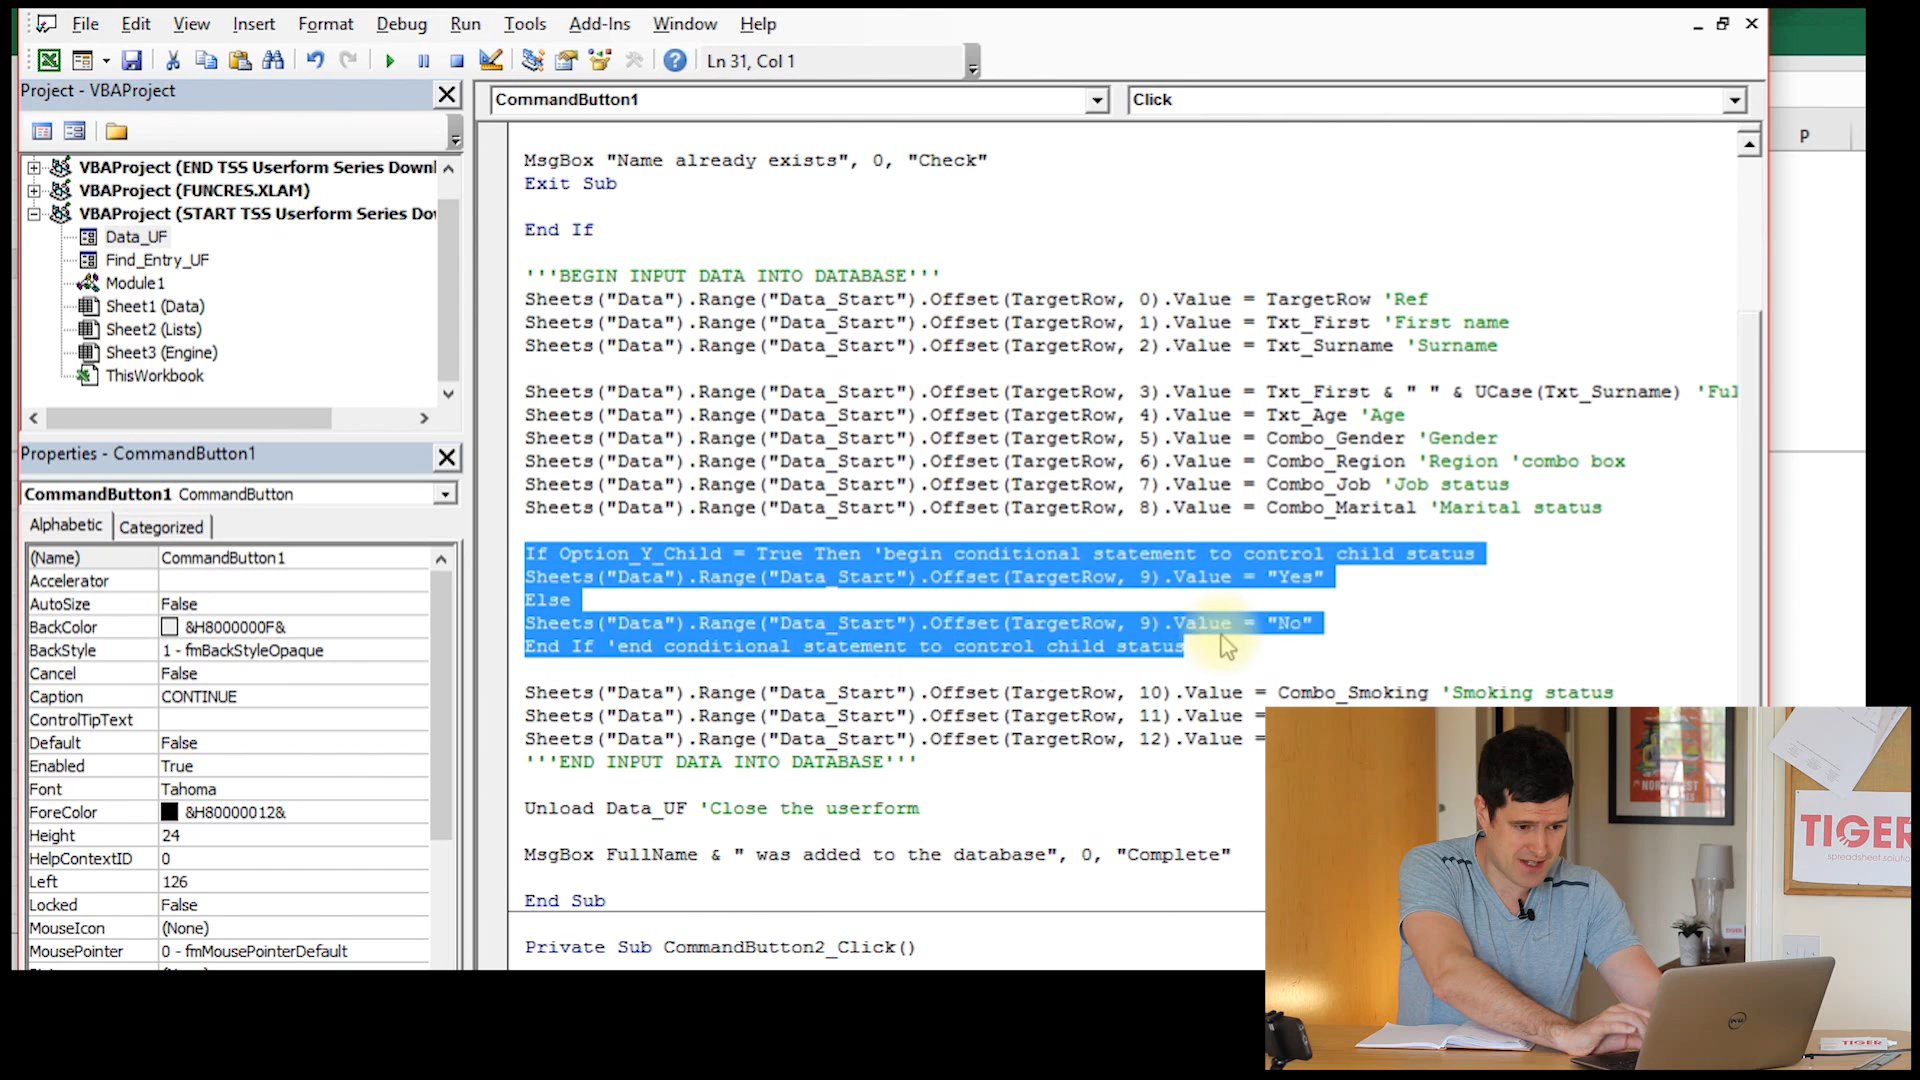 File Edit View Insert Format Debug Run Tools Add-Ins Window Help
Ln 31, Col 1
Project - VBAProject
VBAProject (END TSS Userform Series Downl
VBAProject (FUNCRES.XLAM)
VBAProject (START TSS Userform Series Do
Data_UF
Find_Entry_UF
Module1
Sheet1 (Data)
Sheet2 (Lists)
Sheet3 (Engine)
ThisWorkbook
Properties - CommandButton1
CommandButton1 CommandButton
Alphabetic Categorized
(Name) CommandButton1
Accelerator
AutoSize False
BackColor &H8000000F&
BackStyle 1 - fmBackStyleOpaque
Cancel False
Caption CONTINUE
ControlTipText
Default False
Enabled True
Font Tahoma
ForeColor &H80000012&
Height 24
HelpContextID 0
Left 126
Locked False
MouseIcon (None)
MousePointer 0 - fmMousePointerDefault
CommandButton1 Click
P
MsgBox "Name already exists", 0, "Check"
Exit Sub
End If
'''BEGIN INPUT DATA INTO DATABASE'''
Sheets("Data").Range("Data_Start").Offset(TargetRow, 0).Value = TargetRow 'Ref
Sheets("Data").Range("Data_Start").Offset(TargetRow, 1).Value = Txt_First 'First name
Sheets("Data").Range("Data_Start").Offset(TargetRow, 2).Value = Txt_Surname 'Surname
Sheets("Data").Range("Data_Start").Offset(TargetRow, 3).Value = Txt_First & " " & UCase(Txt_Surname) 'Ful
Sheets("Data").Range("Data_Start").Offset(TargetRow, 4).Value = Txt_Age 'Age
Sheets("Data").Range("Data_Start").Offset(TargetRow, 5).Value = Combo_Gender 'Gender
Sheets("Data").Range("Data_Start").Offset(TargetRow, 6).Value = Combo_Region 'Region 'combo box
Sheets("Data").Range("Data_Start").Offset(TargetRow, 7).Value = Combo_Job 'Job status
Sheets("Data").Range("Data_Start").Offset(TargetRow, 8).Value = Combo_Marital 'Marital status
If Option_Y_Child = True Then 'begin conditional statement to control child status
Sheets("Data").Range("Data_Start").Offset(TargetRow, 9).Value = "Yes"
Else
Sheets("Data").Range("Data_Start").Offset(TargetRow, 9).Value = "No"
End If 'end conditional statement to control child status
Sheets("Data").Range("Data_Start").Offset(TargetRow, 10).Value = Combo_Smoking 'Smoking status
Sheets("Data").Range("Data_Start").Offset(TargetRow, 11).Value =
Sheets("Data").Range("Data_Start").Offset(TargetRow, 12).Value =
'''END INPUT DATA INTO DATABASE'''
Unload Data_UF 'Close the userform
MsgBox FullName & " was added to the database", 0, "Complete"
End Sub
Private Sub CommandButton2_Click()
TIGER
spreadsheet.soluti
TIGER